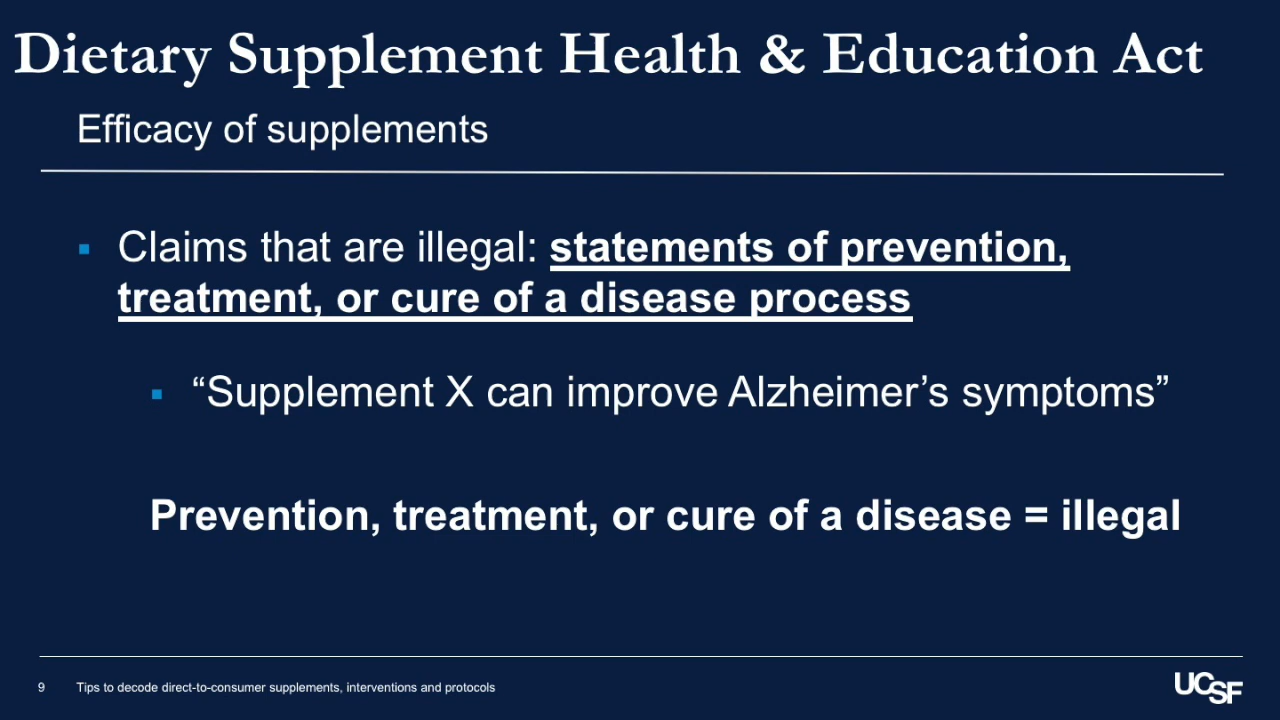 Dietary Supplement Health & Education Act
Efficacy of supplements
▪ Claims that are illegal: statements of prevention,
treatment, or cure of a disease process
▪ “Supplement X can improve Alzheimer’s symptoms”
Prevention, treatment, or cure of a disease = illegal
9 Tips to decode direct-to-consumer supplements, interventions and protocols
UCSF